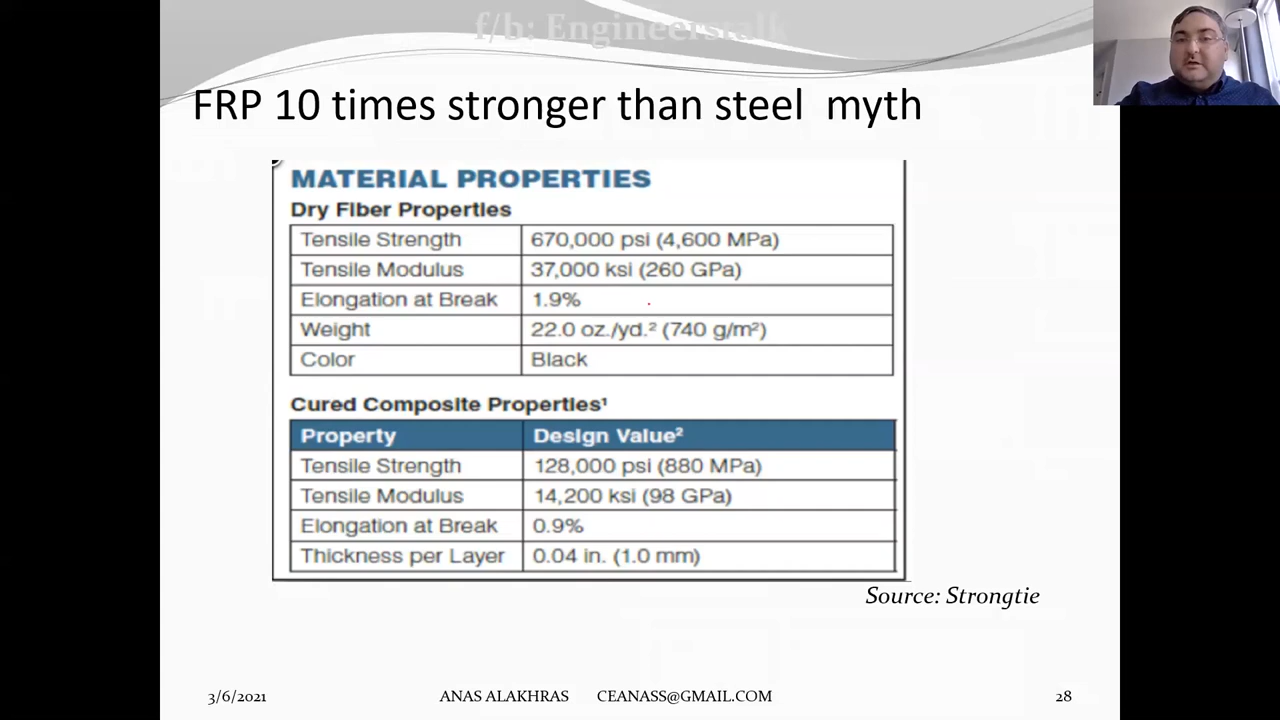 f/b: Engineerstalk
FRP 10 times stronger than steel myth
MATERIAL PROPERTIES
Dry Fiber Properties
Tensile Strength 670,000 psi (4,600 MPa)
Tensile Modulus 37,000 ksi (260 GPa)
Elongation at Break 1.9%
Weight 22.0 oz./yd.² (740 g/m²)
Color Black
Cured Composite Properties¹
Property Design Value²
Tensile Strength 128,000 psi (880 MPa)
Tensile Modulus 14,200 ksi (98 GPa)
Elongation at Break 0.9%
Thickness per Layer 0.04 in. (1.0 mm)
Source: Strongtie
3/6/2021 ANAS ALAKHRAS CEANASS@GMAIL.COM 28